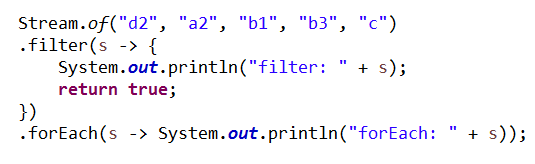 Stream.of("d2", "a2", "b1", "b3", "c")
.filter(s -> {
    System.out.println("filter: " + s);
    return true;
})
.forEach(s -> System.out.println("forEach: " + s));